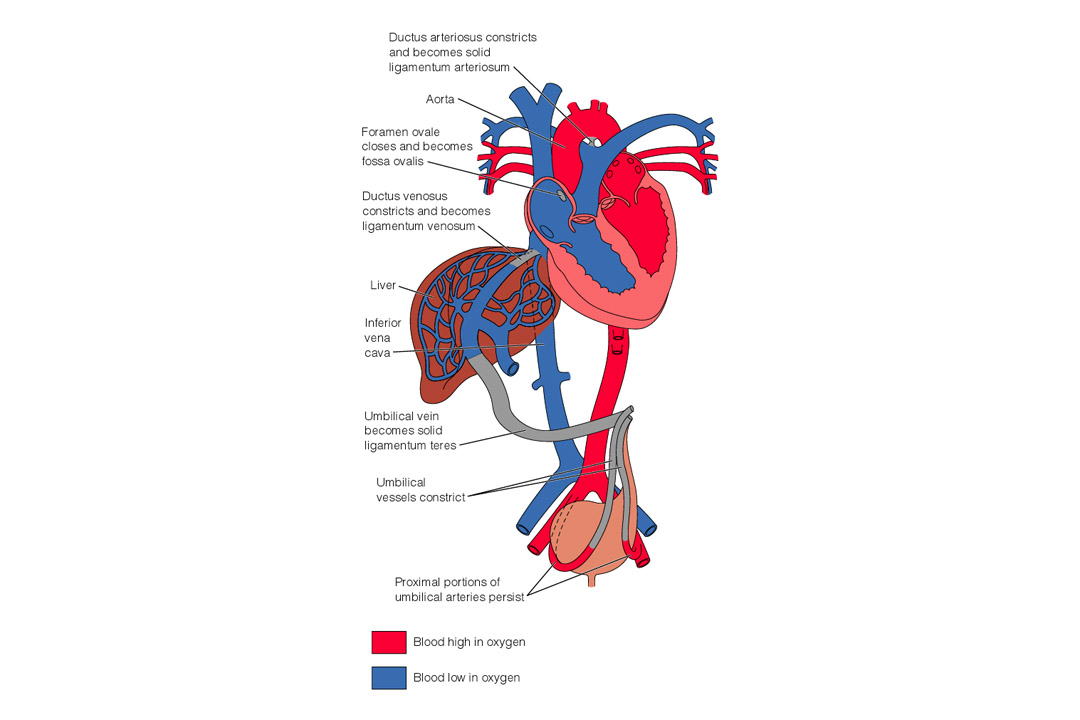 Ductus arteriosus constricts
and becomes solid
ligamentum arteriosum
Aorta
Foramen ovale
closes and becomes
fossa ovalis
Ductus venosus
constricts and becomes
ligamentum venosum
Liver
Inferior
vena
cava
Umbilical vein
becomes solid
ligamentum teres
Umbilical
vessels constrict
Proximal portions of
umbilical arteries persist
Blood high in oxygen
Blood low in oxygen